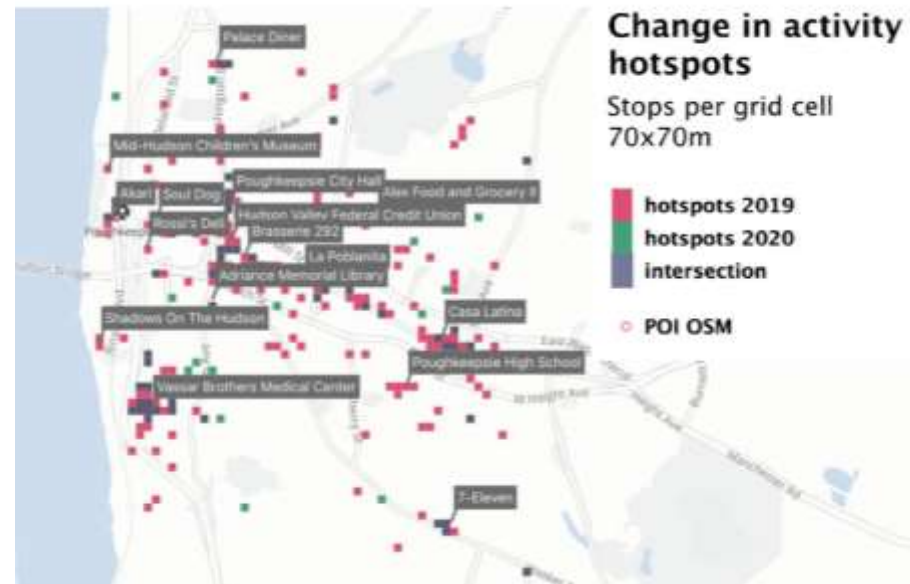 Change in activity
hotspots
Stops per grid cell
70x70m
hotspots 2019
hotspots 2020
intersection
POI OSM
Palace Diner
Mid-Hudson Children's Museum
Poughkeepsie City Hall
Akari
Soul Dog
Alex Food and Grocery II
Rossi's Deli
Hudson Valley Federal Credit Union
Brasserie 292
La Poblanita
Adriance Memorial Library
Shadows On The Hudson
Casa Latina
Poughkeepsie High School
Vassar Brothers Medical Center
7-Eleven
Manchester Rd